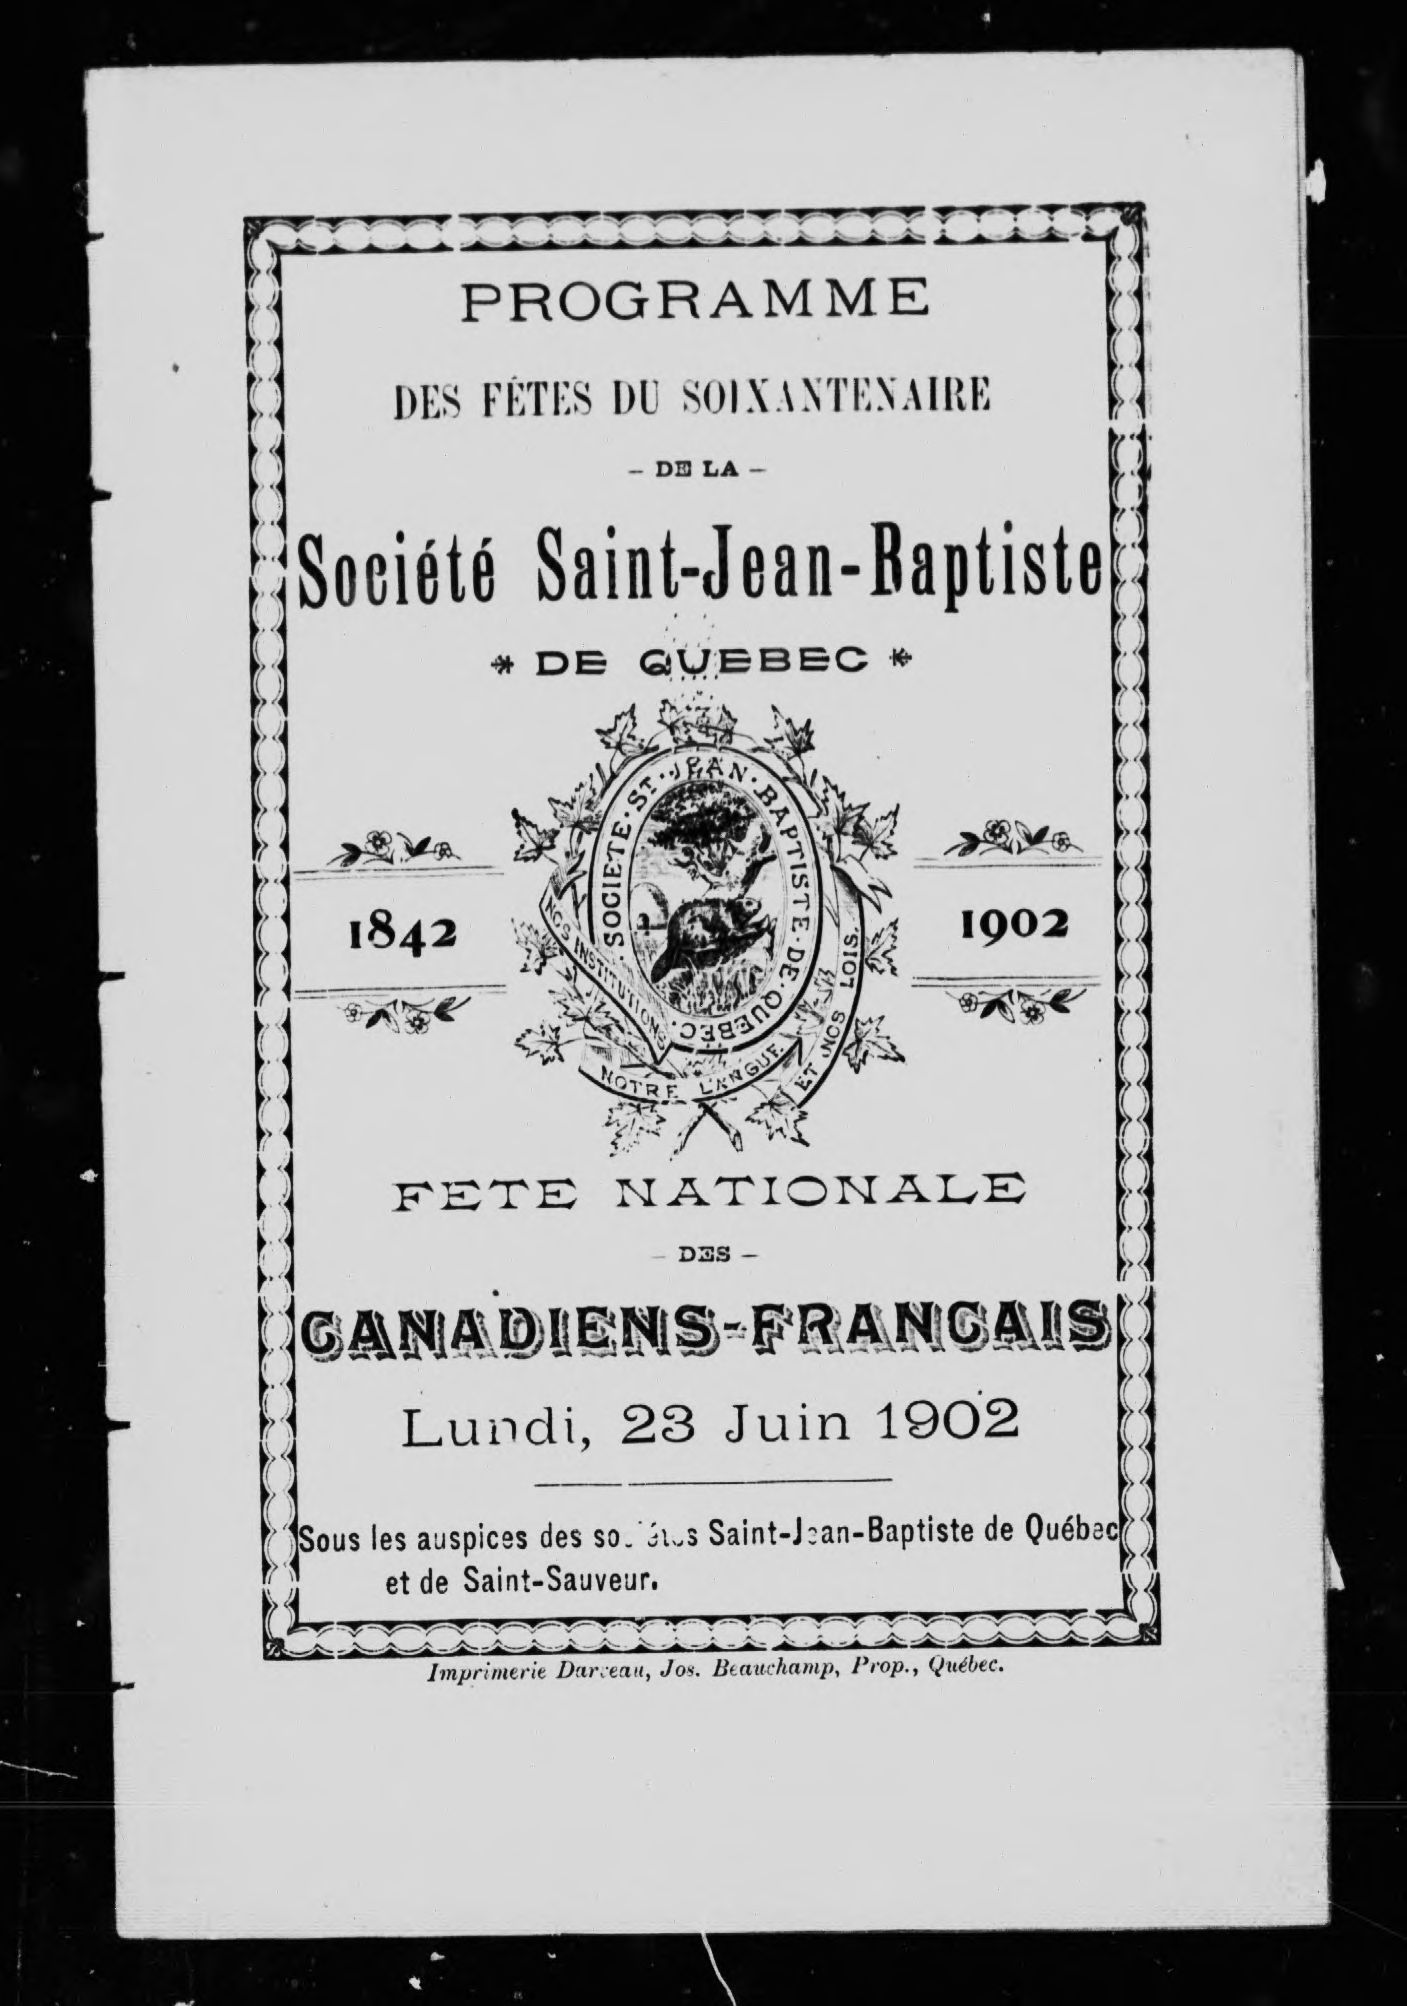 PROGRAMME
DES FÊTES DU SOIXANTENAIRE
– DE LA –
Société Saint-Jean-Baptiste
* DE QUEBEC *
· SOCIETE · ST · JEAN · BAPTISTE · DE · QUEBEC ·
1842
1902
NOS INSTITUTIONS
NOTRE LANGUE
ET NOS LOIS.
FETE NATIONALE
– DES –
CANADIENS-FRANCAIS
Lundi, 23 Juin 1902
Sous les auspices des sociétés Saint-Jean-Baptiste de Québec
et de Saint-Sauveur.
Imprimerie Darveau, Jos. Beauchamp, Prop., Québec.